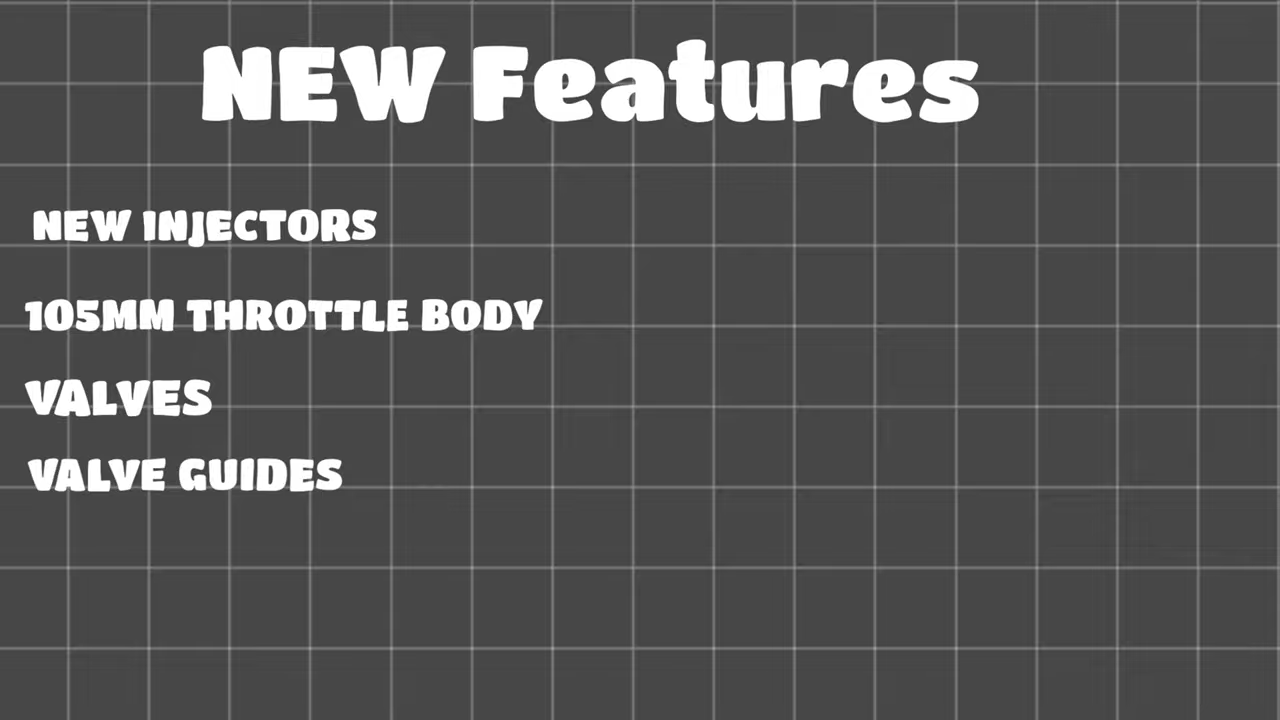 NEW Features
NEW INJECTORS
105MM THROTTLE BODY
VALVES
VALVE GUIDES